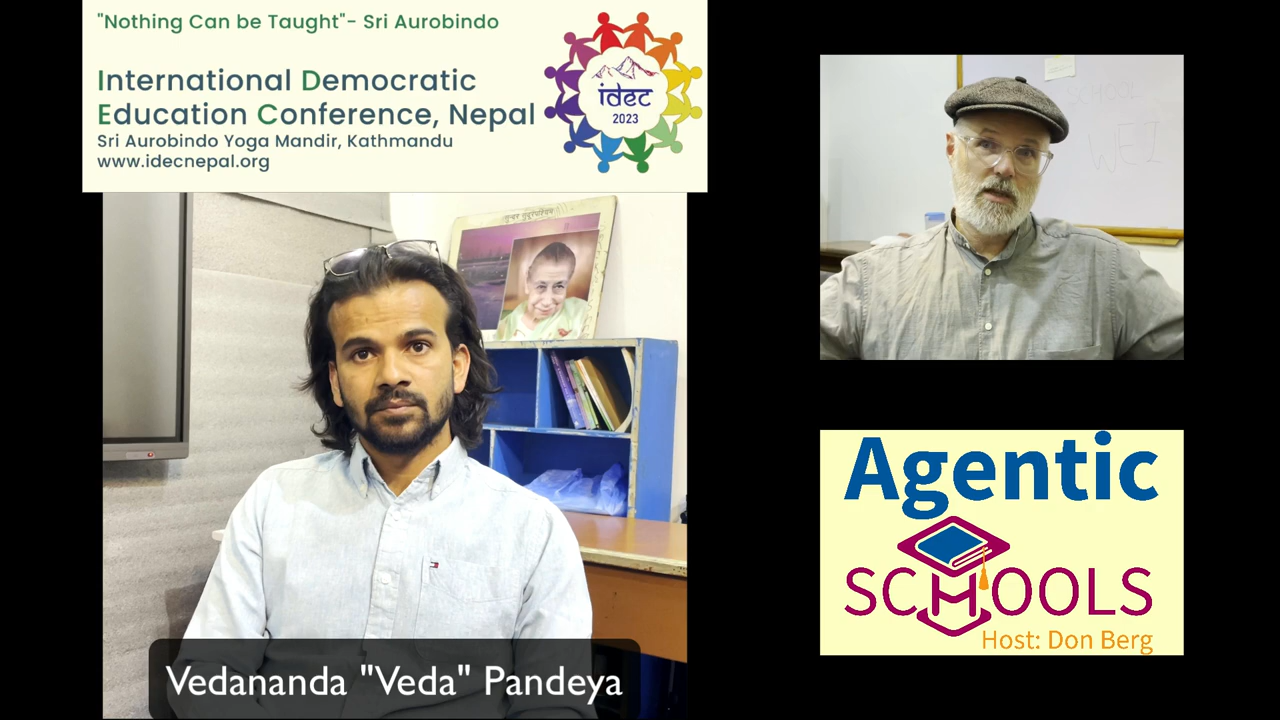 "Nothing Can be Taught"- Sri Aurobindo
International Democratic
Education Conference, Nepal
Sri Aurobindo Yoga Mandir, Kathmandu
www.idecnepal.org
idec
2023
SCHOOL
Agentic
SCHOOLS
Host: Don Berg
Vedananda "Veda" Pandeya